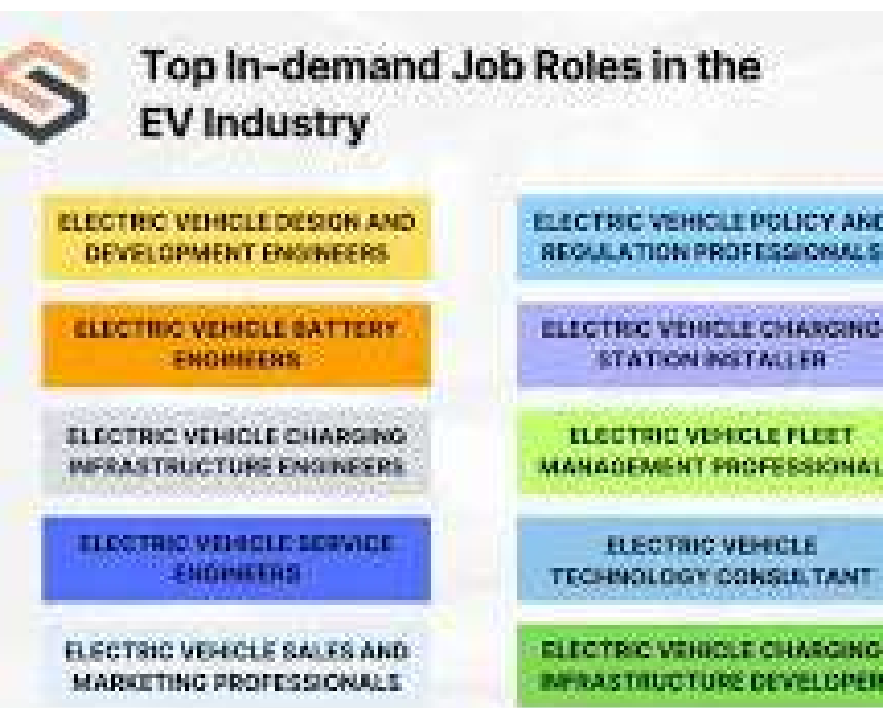 Top In-demand Job Roles in the
EV Industry
ELECTRIC VEHICLE DESIGN AND
DEVELOPMENT ENGINEERS
ELECTRIC VEHICLE BATTERY
ENGINEERS
ELECTRIC VEHICLE CHARGING
INFRASTRUCTURE ENGINEERS
ELECTRIC VEHICLE SERVICE
ENGINEERS
ELECTRIC VEHICLE SALES AND
MARKETING PROFESSIONALS
ELECTRIC VEHICLE POLICY AND
REGULATION PROFESSIONALS
ELECTRIC VEHICLE CHARGING
STATION INSTALLER
ELECTRIC VEHICLE FLEET
MANAGEMENT PROFESSIONAL
ELECTRIC VEHICLE
TECHNOLOGY CONSULTANT
ELECTRIC VEHICLE CHARGING
INFRASTRUCTURE DEVELOPER